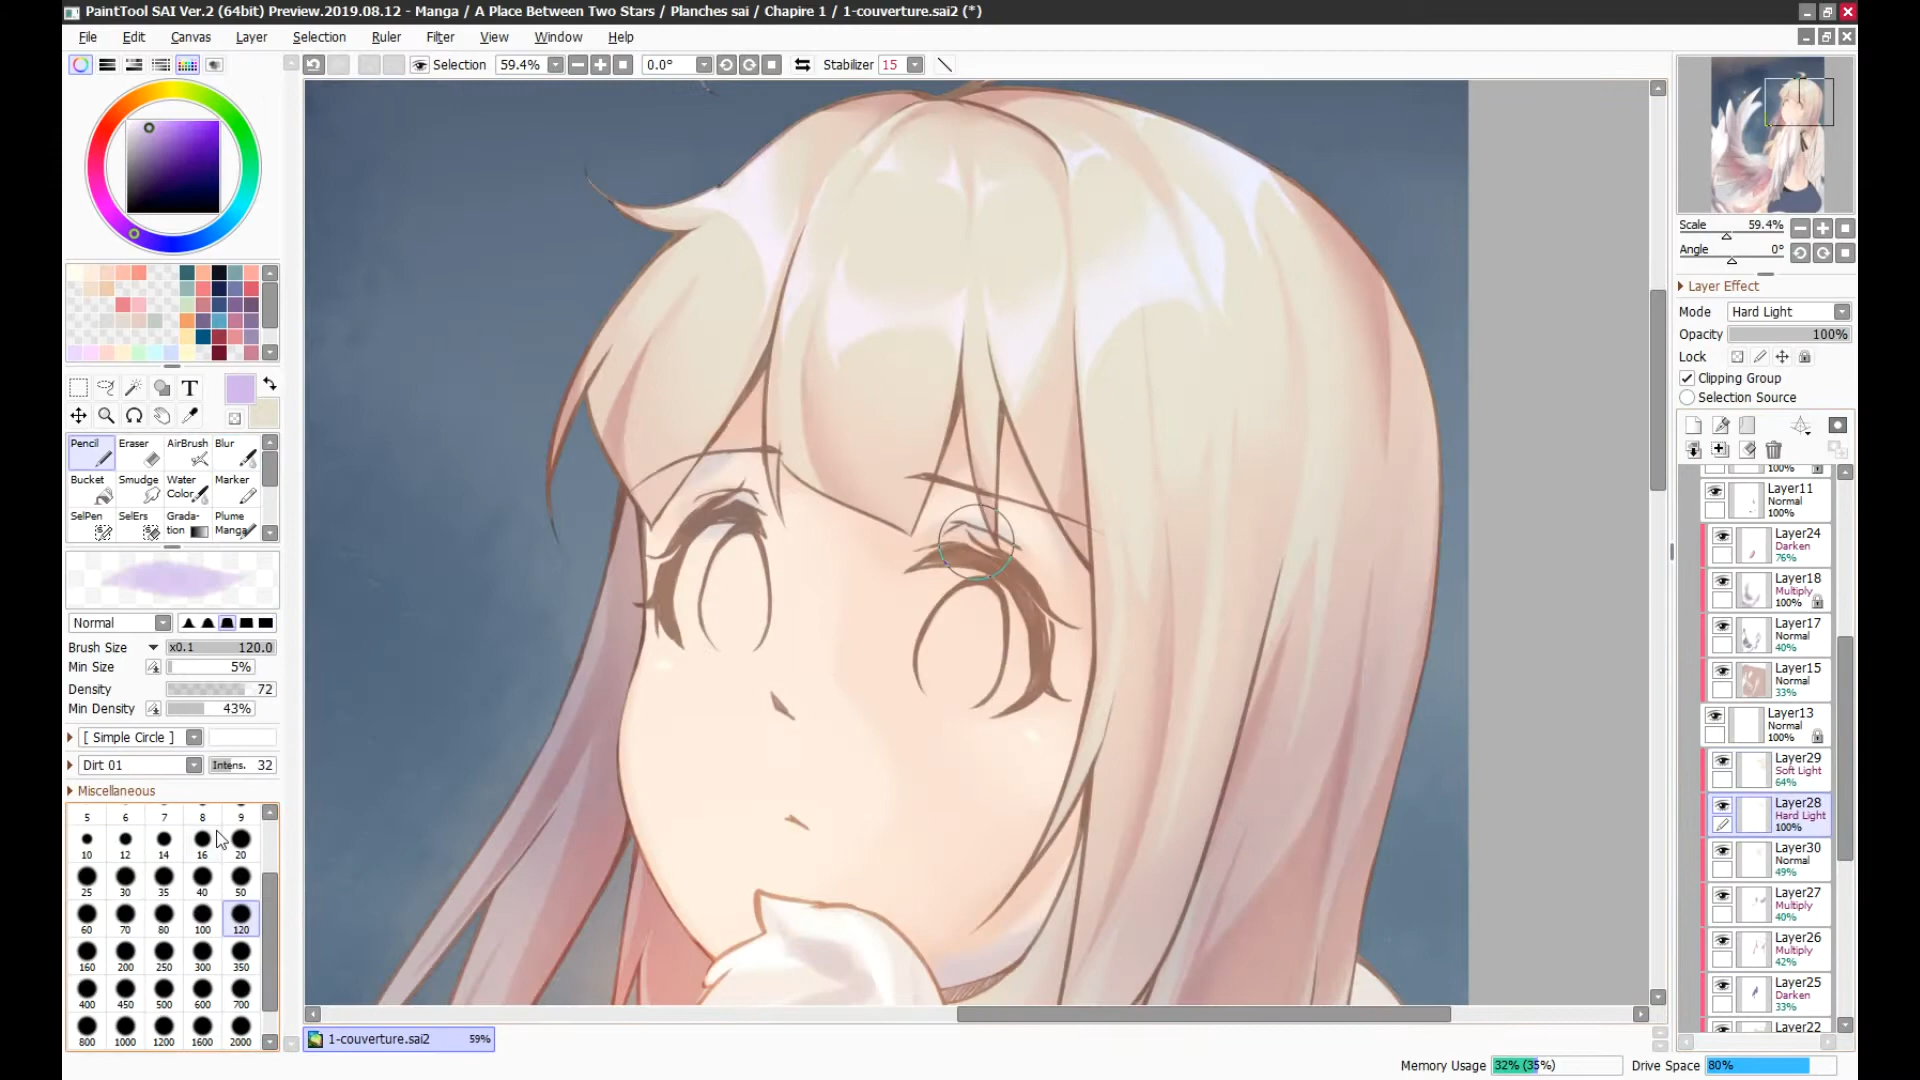 PaintTool SAI Ver.2 (64bit) Preview.2019.08.12 - Manga / A Place Between Two Stars / Planches sai / Chapire 1 / 1-couverture.sai2 (*)
File Edit Canvas Layer Selection Ruler Filter View Window Help
Selection 59.4% 0.0° Stabilizer 15
T
Pencil Eraser AirBrush Blur
Bucket Smudge Water Color Marker
SelPen SelErs Grada-tion Plume Manga
Normal
Brush Size x0.1 120.0
Min Size 5%
Density 72
Min Density 43%
[ Simple Circle ]
Dirt 01 Intens. 32
Miscellaneous
5 6 7 8 9
10 12 14 16 20
25 30 35 40 50
60 70 80 100 120
160 200 250 300 350
400 450 500 600 700
800 1000 1200 1600 2000
1-couverture.sai2 59%
Scale 59.4%
Angle 0°
Layer Effect
Mode Hard Light
Opacity 100%
Lock
Clipping Group
Selection Source
100%
Layer11
Normal
100%
Layer24
Darken
76%
Layer18
Multiply
100%
Layer17
Normal
40%
Layer15
Normal
33%
Layer13
Normal
100%
Layer29
Soft Light
64%
Layer28
Hard Light
100%
Layer30
Normal
49%
Layer27
Multiply
40%
Layer26
Multiply
42%
Layer25
Darken
33%
Layer22
Memory Usage 32% (35%) Drive Space 80%